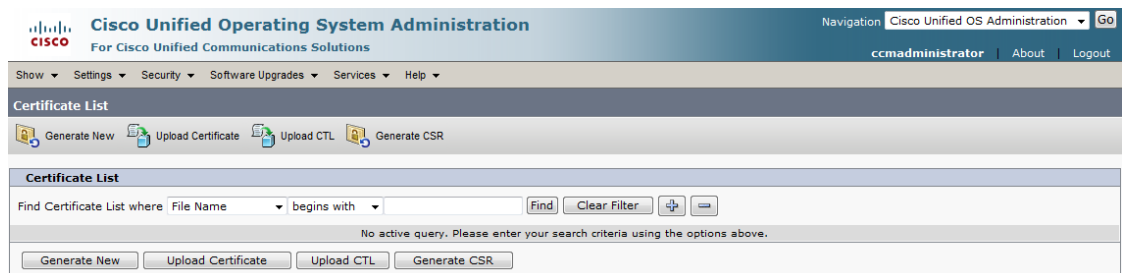 Cisco Unified Operating System Administration
For Cisco Unified Communications Solutions
CISCO
Navigation Cisco Unified OS Administration Go
ccmadministrator | About | Logout
Show Settings Security Software Upgrades Services Help
Certificate List
Generate New Upload Certificate Upload CTL Generate CSR
Certificate List
Find Certificate List where File Name begins with Find Clear Filter
No active query. Please enter your search criteria using the options above.
Generate New Upload Certificate Upload CTL Generate CSR